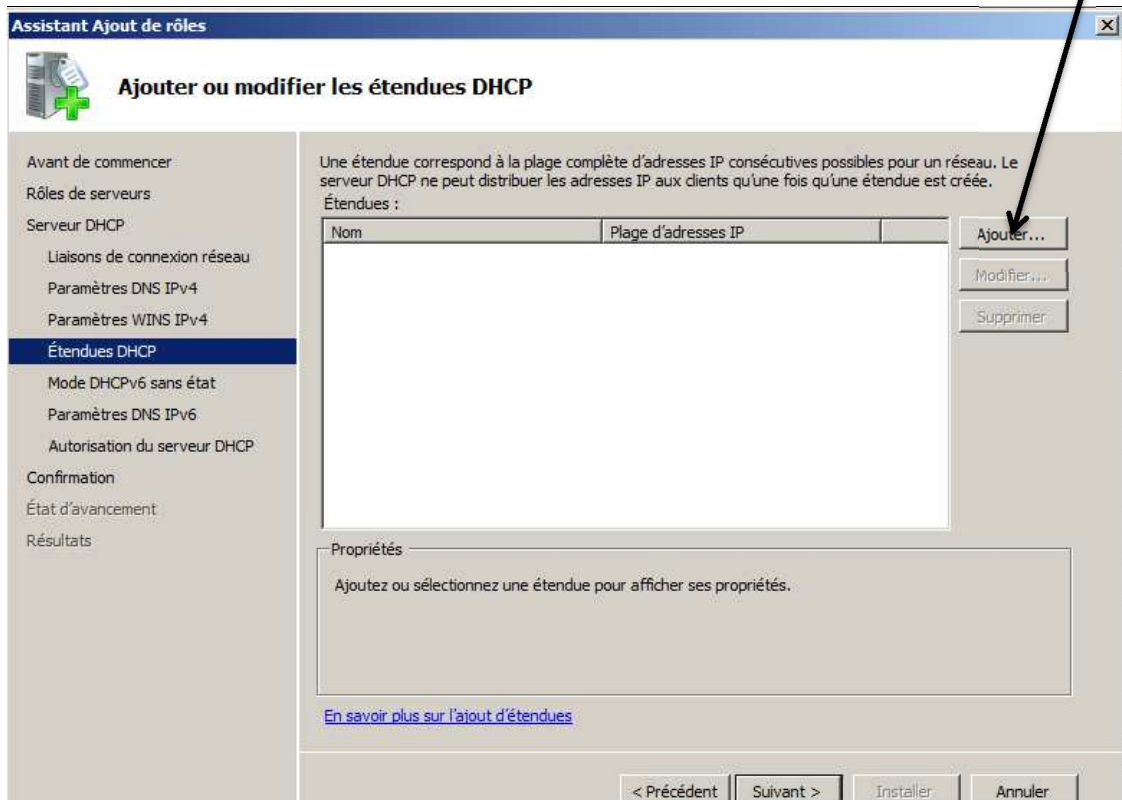 Assistant Ajout de rôles
Ajouter ou modifier les étendues DHCP
Avant de commencer
Rôles de serveurs
Serveur DHCP
Liaisons de connexion réseau
Paramètres DNS IPv4
Paramètres WINS IPv4
Étendues DHCP
Mode DHCPv6 sans état
Paramètres DNS IPv6
Autorisation du serveur DHCP
Confirmation
État d'avancement
Résultats
Une étendue correspond à la plage complète d'adresses IP consécutives possibles pour un réseau. Le
serveur DHCP ne peut distribuer les adresses IP aux clients qu'une fois qu'une étendue est créée.
Étendues :
Nom
Plage d'adresses IP
Ajouter...
Modifier...
Supprimer
Propriétés
Ajoutez ou sélectionnez une étendue pour afficher ses propriétés.
En savoir plus sur l'ajout d'étendues
< Précédent
Suivant >
Installer
Annuler